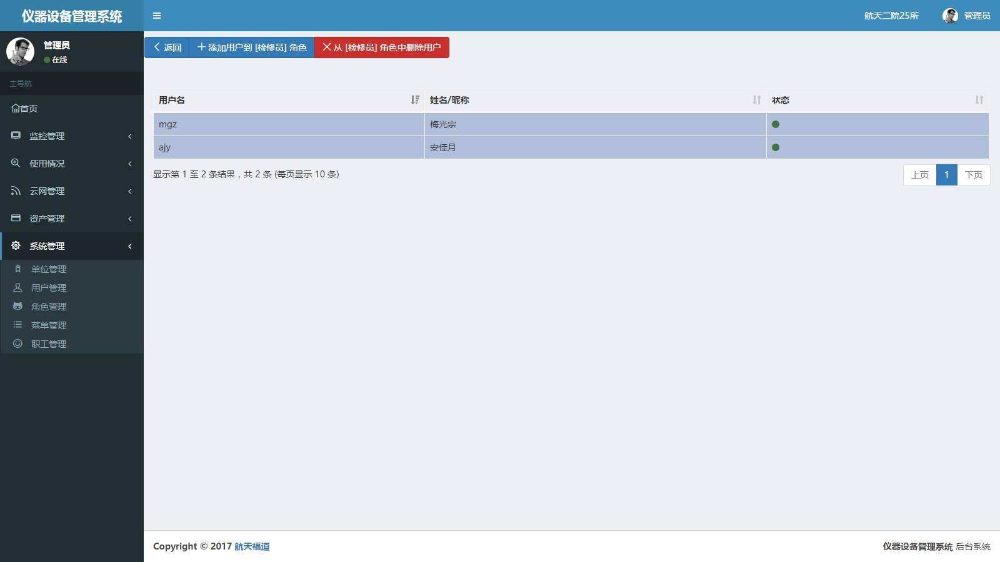 仪器设备管理系统
航天二院25所
管理员
管理员
在线
主导航
首页
监控管理
使用情况
云网管理
资产管理
系统管理
单位管理
用户管理
角色管理
菜单管理
职工管理
返回
添加用户到 [检修员] 角色
从 [检修员] 角色中删除用户
用户名 姓名/昵称 状态
mgz 梅光宗
ajy 安佳月
显示第 1 至 2 条结果，共 2 条 (每页显示 10 条)
上页 1 下页
Copyright © 2017 航天福道
仪器设备管理系统 后台系统